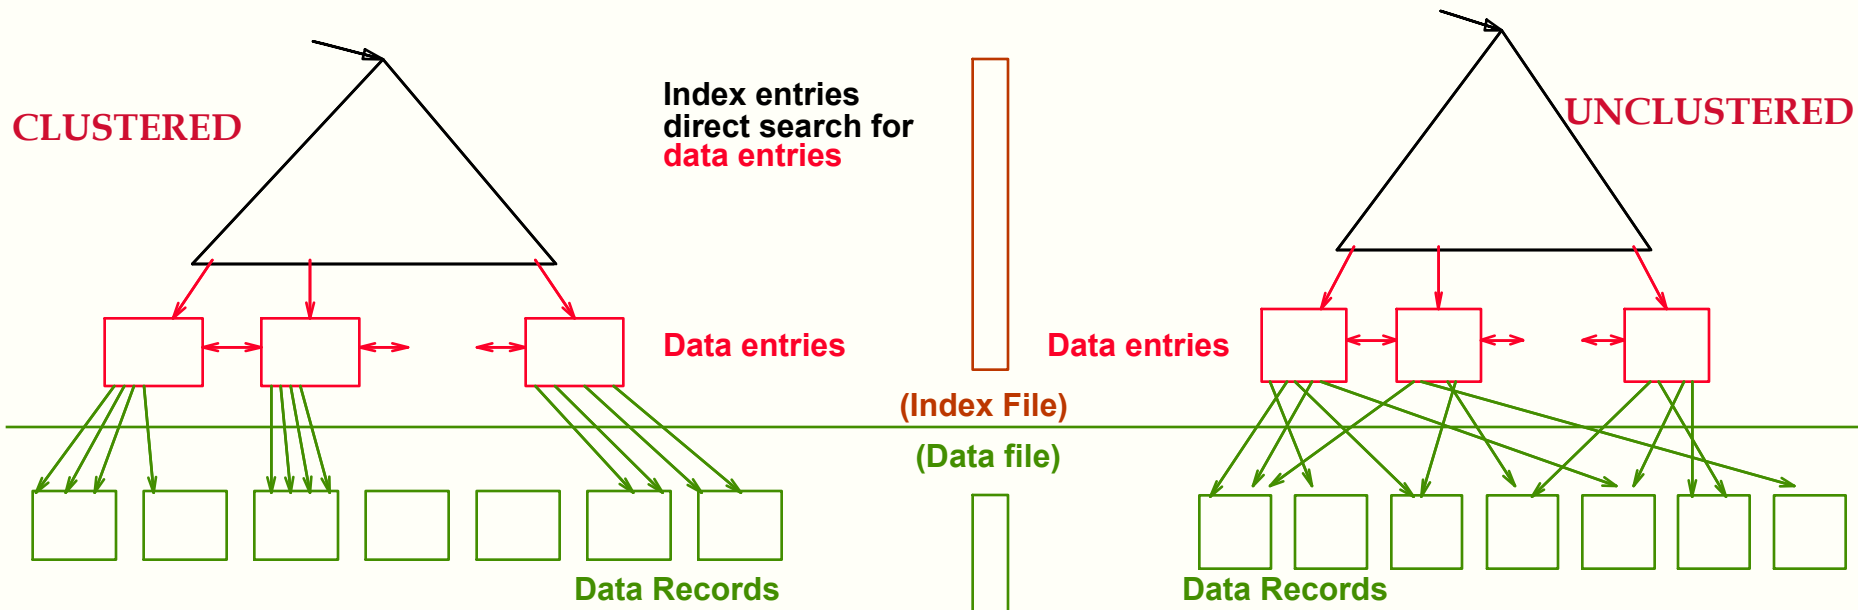 CLUSTERED
Index entries
direct search for
data entries
UNCLUSTERED
Data entries
Data entries
(Index File)
(Data file)
Data Records
Data Records